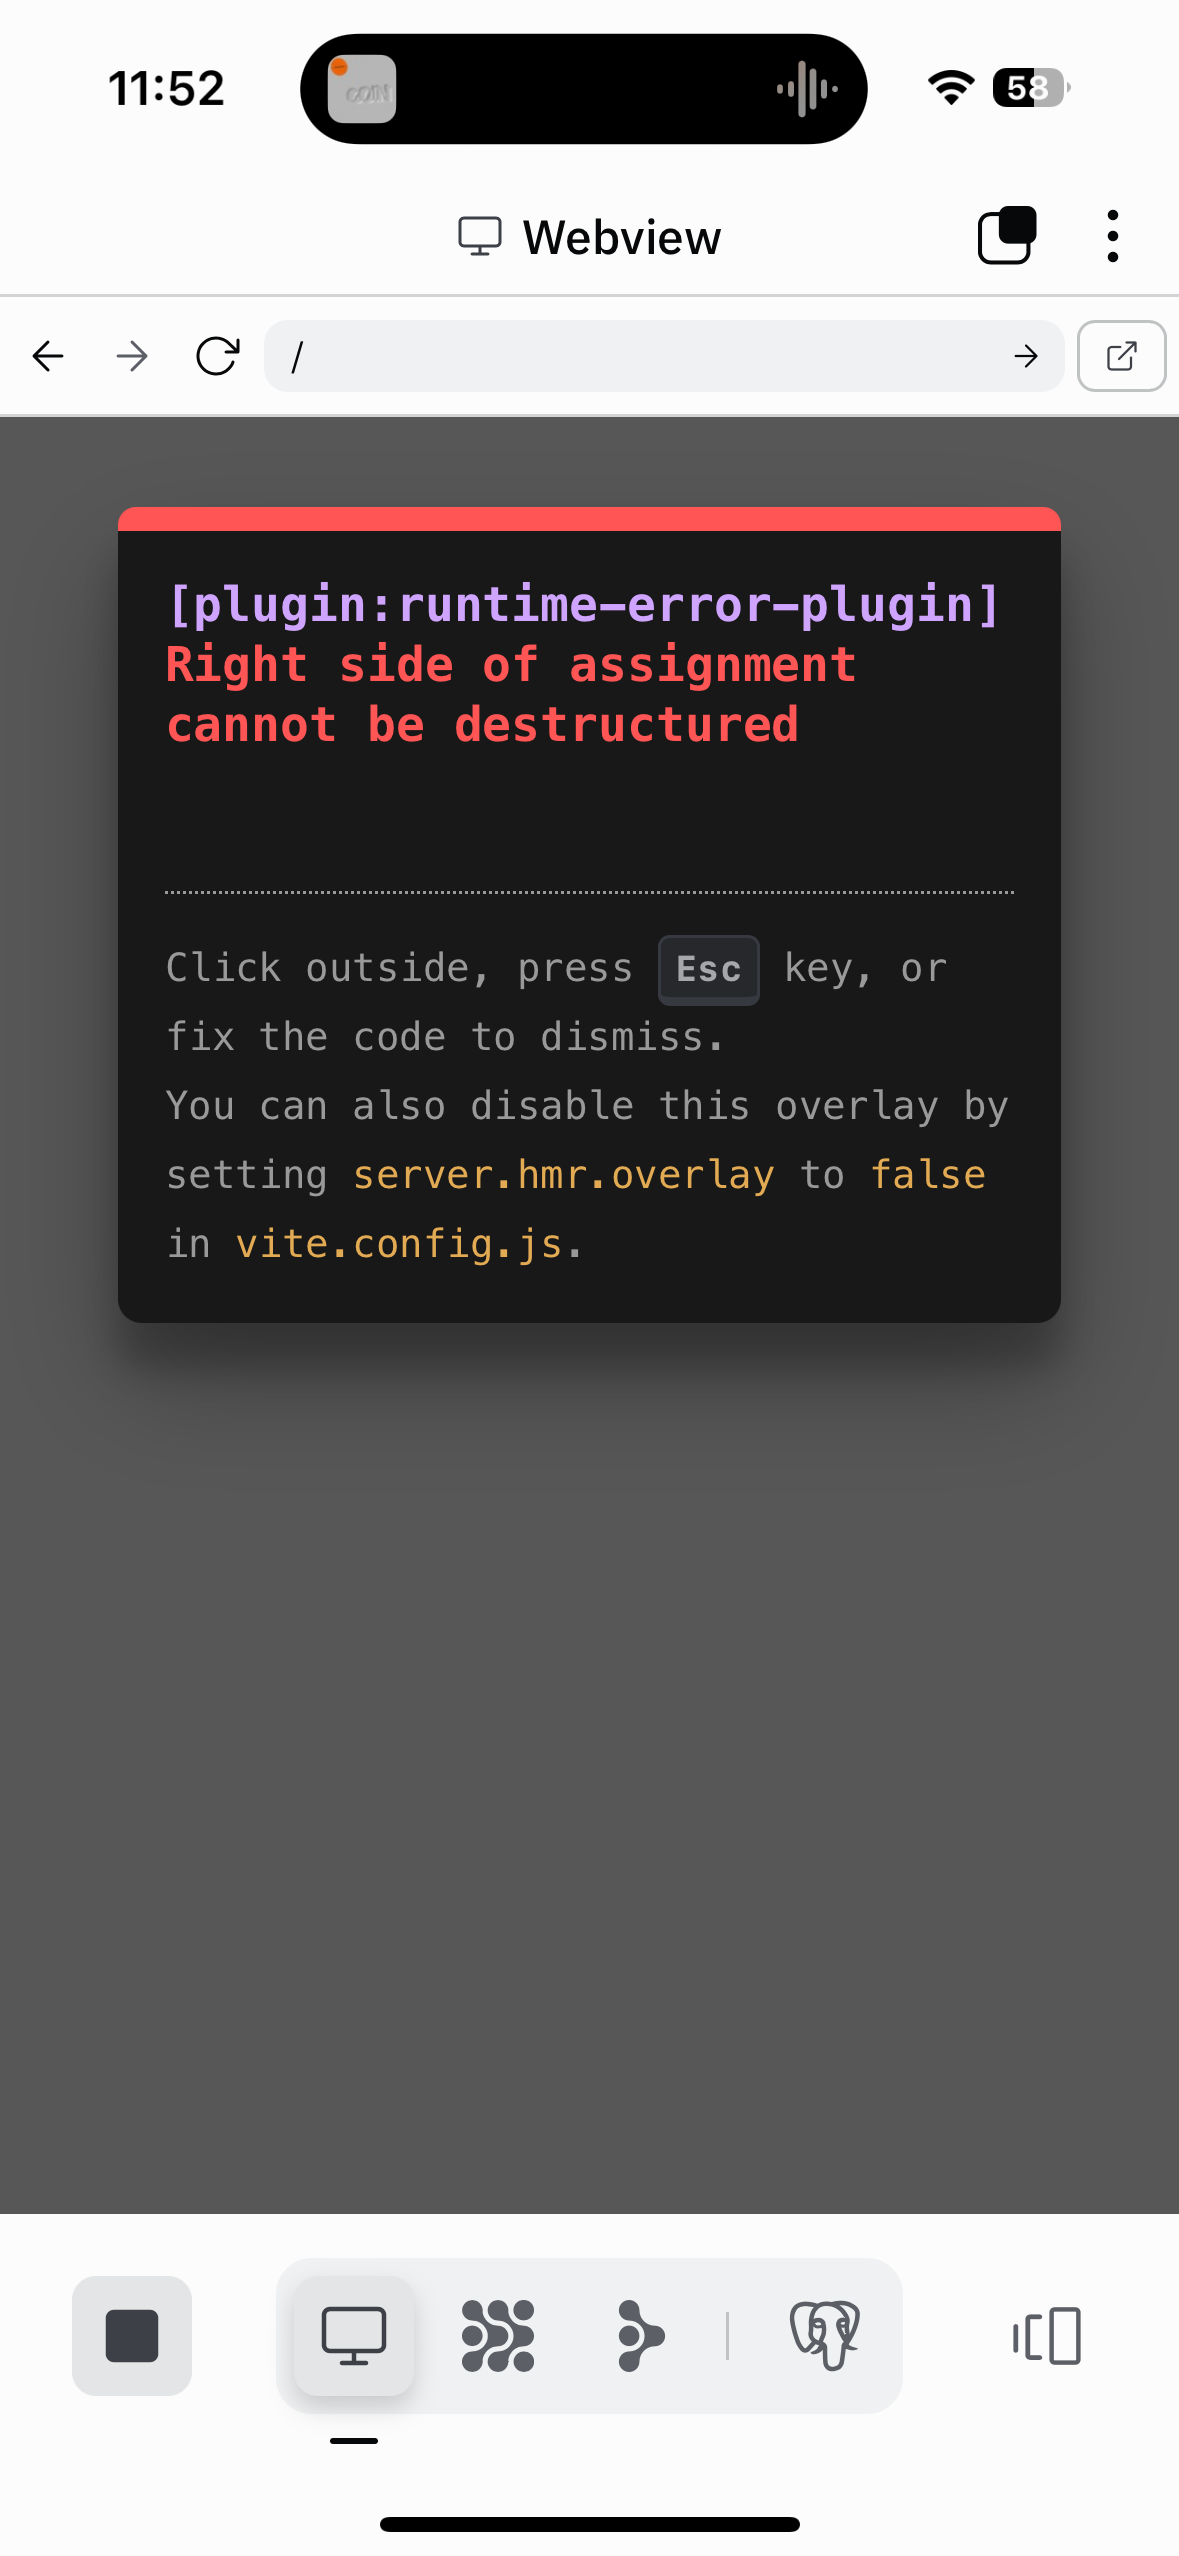 11:52
COIN
58
Webview
/
[plugin:runtime-error-plugin]
Right side of assignment
cannot be destructured
Click outside, press Esc key, or
fix the code to dismiss.
You can also disable this overlay by
setting server.hmr.overlay to false
in vite.config.js.